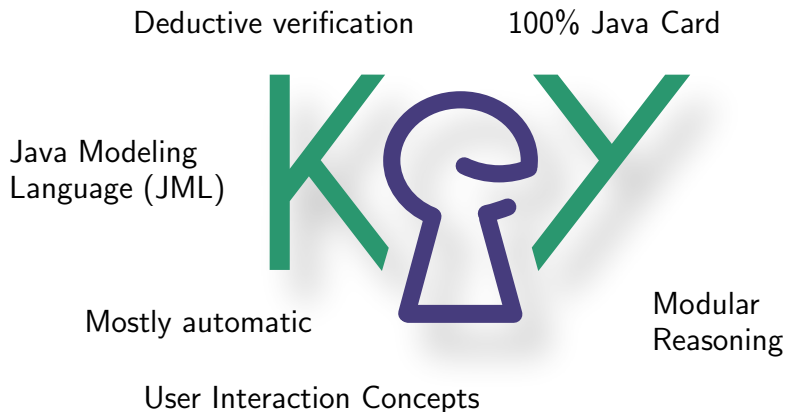 Deductive verification
100% Java Card
KeY
Java Modeling
Language (JML)
Mostly automatic
Modular
Reasoning
User Interaction Concepts